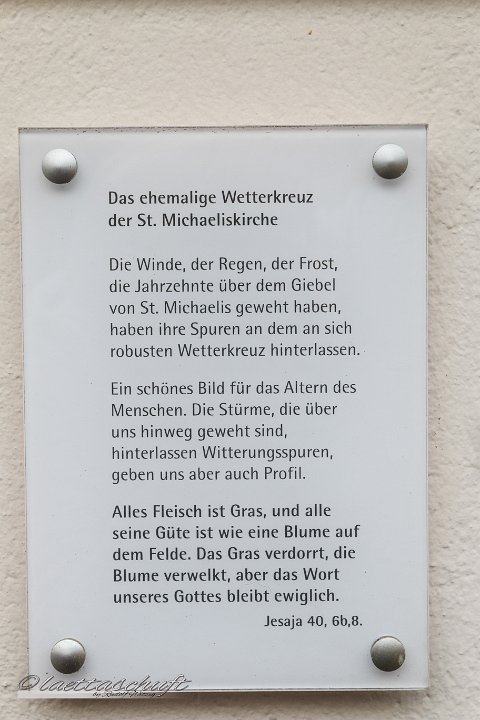 Das ehemalige Wetterkreuz
der St. Michaeliskirche
Die Winde, der Regen, der Frost,
die Jahrzehnte über dem Giebel
von St. Michaelis geweht haben,
haben ihre Spuren an dem an sich
robusten Wetterkreuz hinterlassen.
Ein schönes Bild für das Altern des
Menschen. Die Stürme, die über
uns hinweg geweht sind,
hinterlassen Witterungsspuren,
geben uns aber auch Profil.
Alles Fleisch ist Gras, und alle
seine Güte ist wie eine Blume auf
dem Felde. Das Gras verdorrt, die
Blume verwelkt, aber das Wort
unseres Gottes bleibt ewiglich.
Jesaja 40, 6b,8.